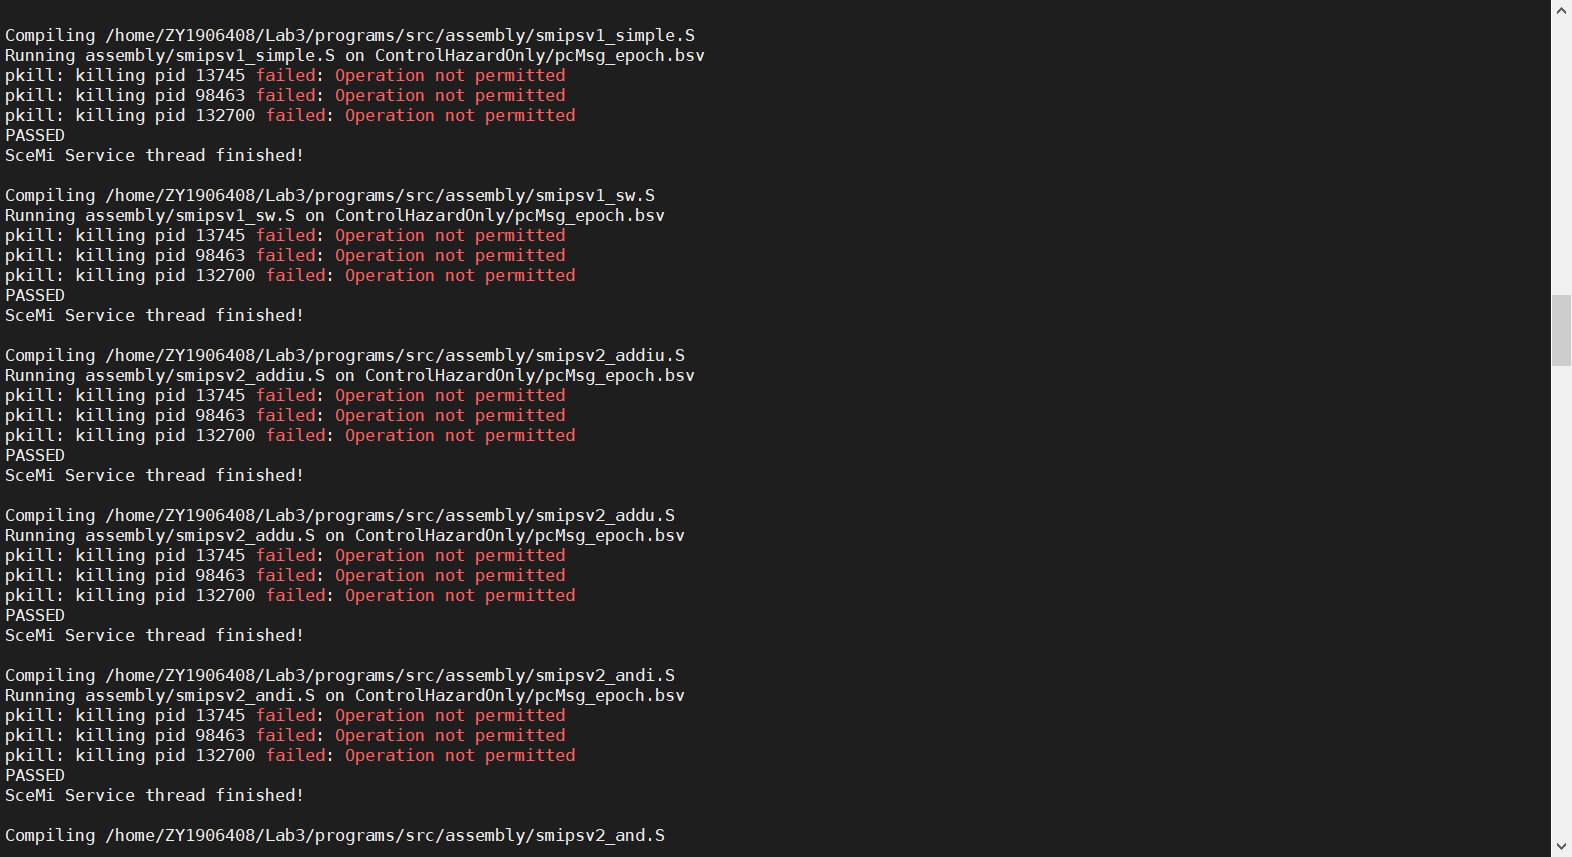 Compiling /home/ZY1906408/Lab3/programs/src/assembly/smipsv1_simple.S
Running assembly/smipsv1_simple.S on ControlHazardOnly/pcMsg_epoch.bsv
pkill: killing pid 13745 failed: Operation not permitted
pkill: killing pid 98463 failed: Operation not permitted
pkill: killing pid 132700 failed: Operation not permitted
PASSED
SceMi Service thread finished!
Compiling /home/ZY1906408/Lab3/programs/src/assembly/smipsv1_sw.S
Running assembly/smipsv1_sw.S on ControlHazardOnly/pcMsg_epoch.bsv
pkill: killing pid 13745 failed: Operation not permitted
pkill: killing pid 98463 failed: Operation not permitted
pkill: killing pid 132700 failed: Operation not permitted
PASSED
SceMi Service thread finished!
Compiling /home/ZY1906408/Lab3/programs/src/assembly/smipsv2_addiu.S
Running assembly/smipsv2_addiu.S on ControlHazardOnly/pcMsg_epoch.bsv
pkill: killing pid 13745 failed: Operation not permitted
pkill: killing pid 98463 failed: Operation not permitted
pkill: killing pid 132700 failed: Operation not permitted
PASSED
SceMi Service thread finished!
Compiling /home/ZY1906408/Lab3/programs/src/assembly/smipsv2_addu.S
Running assembly/smipsv2_addu.S on ControlHazardOnly/pcMsg_epoch.bsv
pkill: killing pid 13745 failed: Operation not permitted
pkill: killing pid 98463 failed: Operation not permitted
pkill: killing pid 132700 failed: Operation not permitted
PASSED
SceMi Service thread finished!
Compiling /home/ZY1906408/Lab3/programs/src/assembly/smipsv2_andi.S
Running assembly/smipsv2_andi.S on ControlHazardOnly/pcMsg_epoch.bsv
pkill: killing pid 13745 failed: Operation not permitted
pkill: killing pid 98463 failed: Operation not permitted
pkill: killing pid 132700 failed: Operation not permitted
PASSED
SceMi Service thread finished!
Compiling /home/ZY1906408/Lab3/programs/src/assembly/smipsv2_and.S